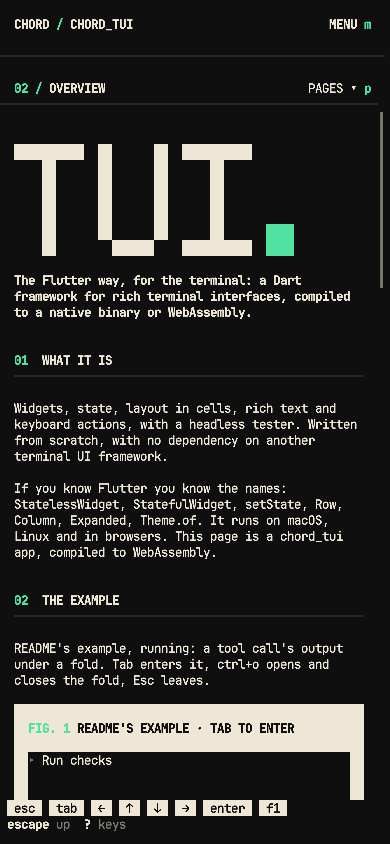 CHORD / CHORD_TUI MENU m
02 / OVERVIEW PAGES ▾ p
TUI.
The Flutter way, for the terminal: a Dart
framework for rich terminal interfaces, compiled
to a native binary or WebAssembly.
01 WHAT IT IS
Widgets, state, layout in cells, rich text and
keyboard actions, with a headless tester. Written
from scratch, with no dependency on another
terminal UI framework.
If you know Flutter you know the names:
StatelessWidget, StatefulWidget, setState, Row,
Column, Expanded, Theme.of. It runs on macOS,
Linux and in browsers. This page is a chord_tui
app, compiled to WebAssembly.
02 THE EXAMPLE
README's example, running: a tool call's output
under a fold. Tab enters it, ctrl+o opens and
closes the fold, Esc leaves.
FIG. 1 README'S EXAMPLE · TAB TO ENTER
▸ Run checks
esc tab ← ↑ ↓ → enter f1
escape up ? keys